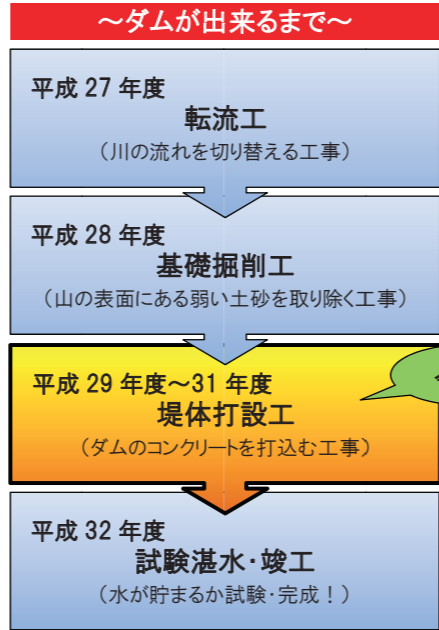 ～ダムが出来るまで～
平成 27 年度
転流工
（川の流れを切り替える工事）
平成 28 年度
基礎掘削工
（山の表面にある弱い土砂を取り除く工事）
平成 29 年度～31 年度
堤体打設工
（ダムのコンクリートを打込む工事）
平成 32 年度
試験湛水･竣工
（水が貯まるか試験･完成！）